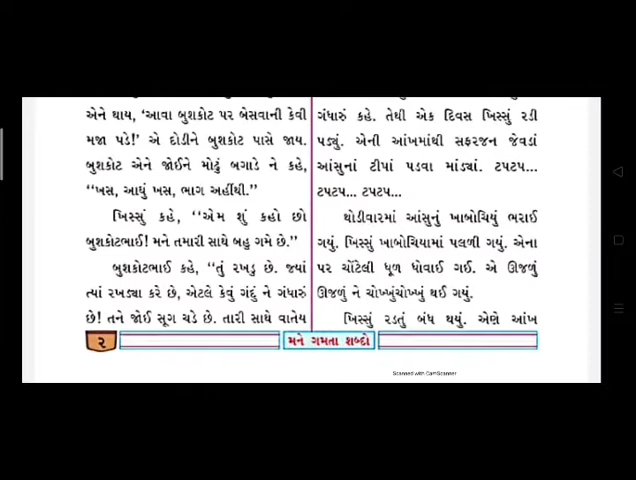 એને થાય, ‘આવા બુશકોટ પર બેસવાની કેવી
મજા પડે!’ એ દોડીને બુશકોટ પાસે જાય.
બુશકોટ એને જોઈને મોટું બગાડે ને કહે,
‘‘ખસ, આઘું ખસ, ભાગ અહીંથી.’’
ખિસ્સું કહે, ‘‘એમ શું કહો છો
બુશકોટભાઈ! મને તમારી સાથે બહુ ગમે છે.’’
બુશકોટભાઈ કહે, ‘‘તું રખડુ છે. જ્યાં
ત્યાં રખડ્યા કરે છે, એટલે કેવું ગંદું ને ગંધારું
છે! તને જોઈ સૂગ ચડે છે. તારી સાથે વાતેય
ગંધારું કહે. તેથી એક દિવસ ખિસ્સું રડી
પડ્યું. એની આંખમાંથી સફરજન જેવડાં
આંસુનાં ટીપાં પડવા માંડ્યાં. ટપટપ...
ટપટપ... ટપટપ...
થોડીવારમાં આંસુનું ખાબોચિયું ભરાઈ
ગયું. ખિસ્સું ખાબોચિયામાં પલળી ગયું. એના
પર ચોંટેલી ધૂળ ધોવાઈ ગઈ. એ ઊજળું
ઊજળું ને ચોખ્ખુંચોખ્ખું થઈ ગયું.
ખિસ્સું રડતું બંધ થયું. એણે આંખ
૨
મને ગમતા શબ્દો
Scanned with CamScanner